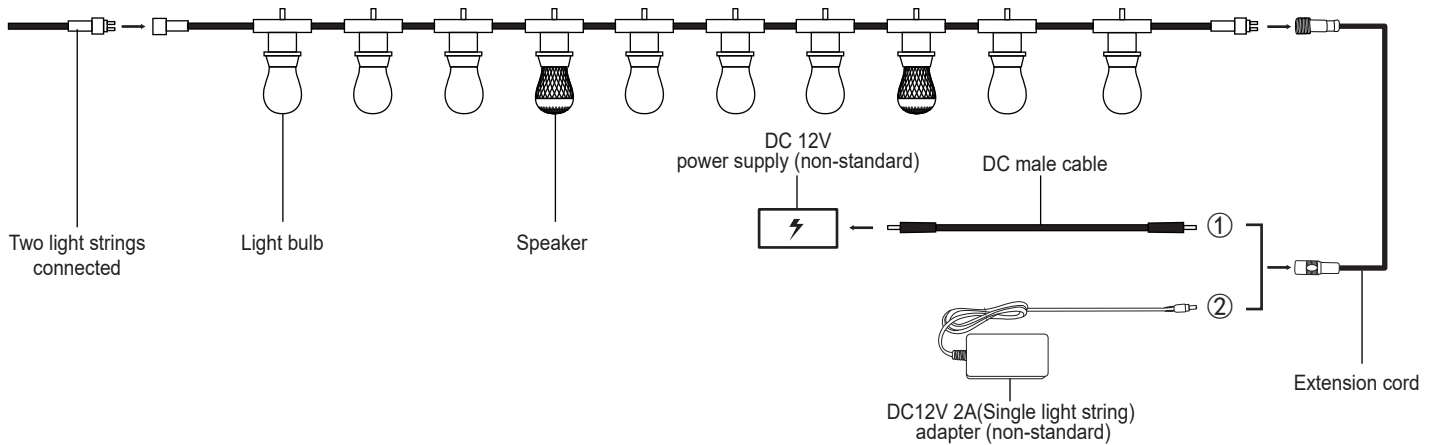 DC 12V
power supply (non-standard)
DC male cable
①
Two light strings
connected
Light bulb
Speaker
②
Extension cord
DC12V 2A(Single light string)
adapter (non-standard)